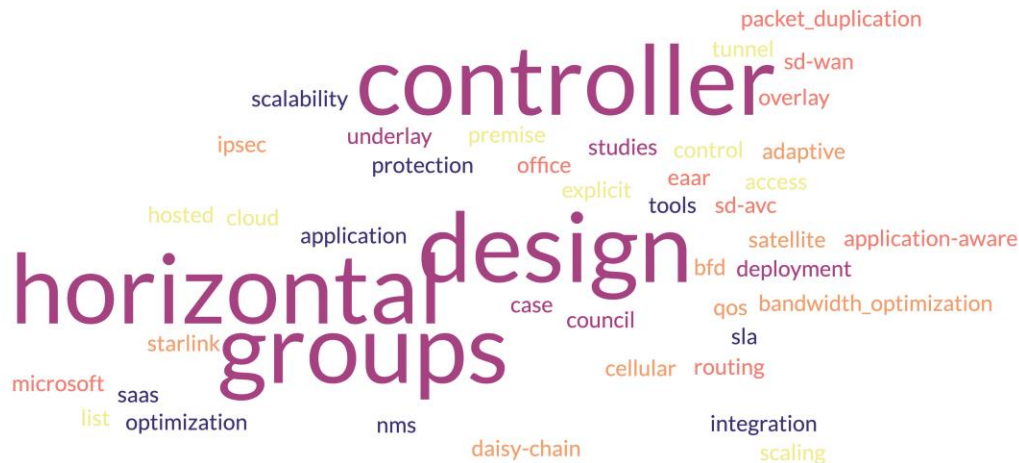 packet_duplication
tunnel
controller
sd-wan
scalability
overlay
ipsec
underlay
premise
studies
control
adaptive
protection
office
eaar
access
explicit
tools
sd-avc
hosted
cloud
application
design
satellite
application-aware
horizontal
bfd
deployment
case
council
qos
bandwidth_optimization
starlink
groups
sla
cellular
routing
microsoft
saas
list
optimization
nms
integration
daisy-chain
scaling